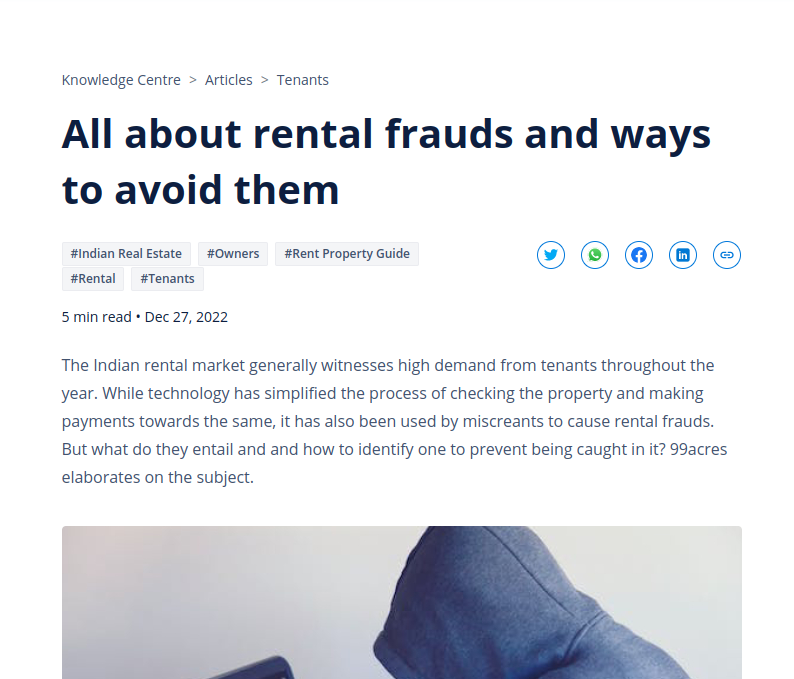 Knowledge Centre > Articles > Tenants
All about rental frauds and ways
to avoid them
#Indian Real Estate #Owners #Rent Property Guide
#Rental #Tenants
5 min read • Dec 27, 2022
The Indian rental market generally witnesses high demand from tenants throughout the
year. While technology has simplified the process of checking the property and making
payments towards the same, it has also been used by miscreants to cause rental frauds.
But what do they entail and and how to identify one to prevent being caught in it? 99acres
elaborates on the subject.